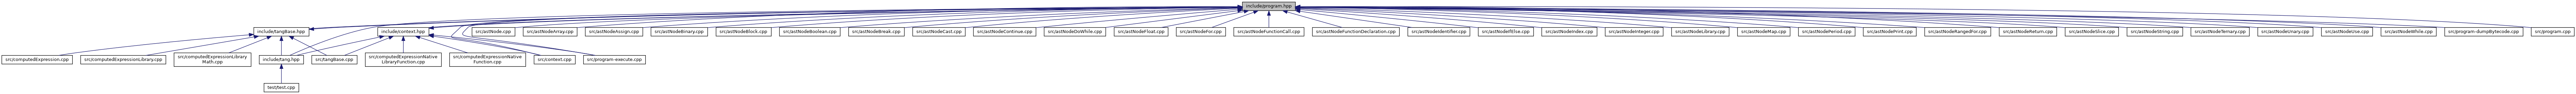 include/program.hpp
include/tangBase.hpp
include/context.hpp
src/astNode.cpp
src/astNodeArray.cpp
src/astNodeAssign.cpp
src/astNodeBinary.cpp
src/astNodeBlock.cpp
src/astNodeBoolean.cpp
src/astNodeBreak.cpp
src/astNodeCast.cpp
src/astNodeContinue.cpp
src/astNodeDoWhile.cpp
src/astNodeFloat.cpp
src/astNodeFor.cpp
src/astNodeFunctionCall.cpp
src/astNodeFunctionDeclaration.cpp
src/astNodeIdentifier.cpp
src/astNodeIfElse.cpp
src/astNodeIndex.cpp
src/astNodeInteger.cpp
src/astNodeLibrary.cpp
src/astNodeMap.cpp
src/astNodePeriod.cpp
src/astNodePrint.cpp
src/astNodeRangedFor.cpp
src/astNodeReturn.cpp
src/astNodeSlice.cpp
src/astNodeString.cpp
src/astNodeTernary.cpp
src/astNodeUnary.cpp
src/astNodeUse.cpp
src/astNodeWhile.cpp
src/program-dumpBytecode.cpp
src/program.cpp
src/computedExpression.cpp
src/computedExpressionLibrary.cpp
src/computedExpressionLibrary
Math.cpp
include/tang.hpp
src/tangBase.cpp
src/computedExpressionNative
LibraryFunction.cpp
src/computedExpressionNative
Function.cpp
src/context.cpp
src/program-execute.cpp
test/test.cpp